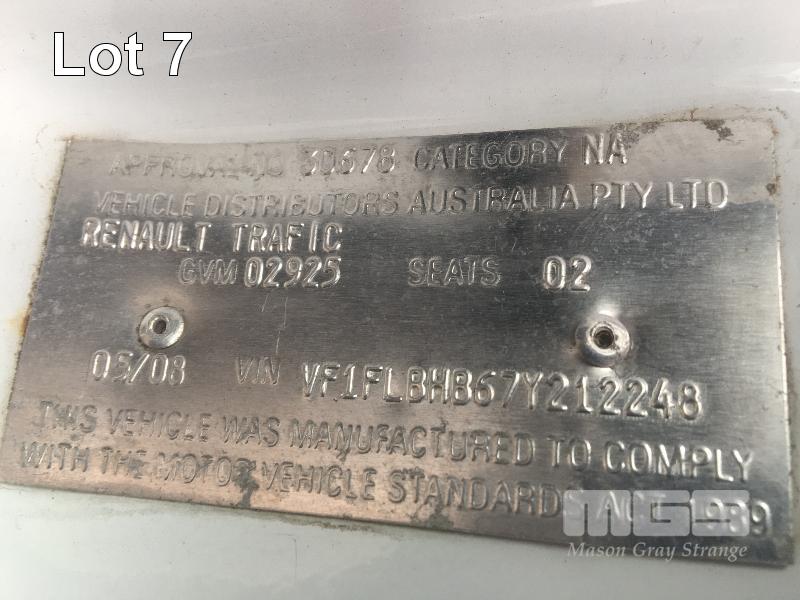 Lot 7
APPROVAL NO 30678 CATEGORY NA
VEHICLE DISTRIBUTORS AUSTRALIA PTY LTD
RENAULT TRAFIC
GVM 02925 SEATS 02
05/08 VIN VF1FLBHB67Y212248
THIS VEHICLE WAS MANUFACTURED TO COMPLY
WITH THE MOTOR VEHICLE STANDARDS ACT 1989
MGS
Mason Gray Strange